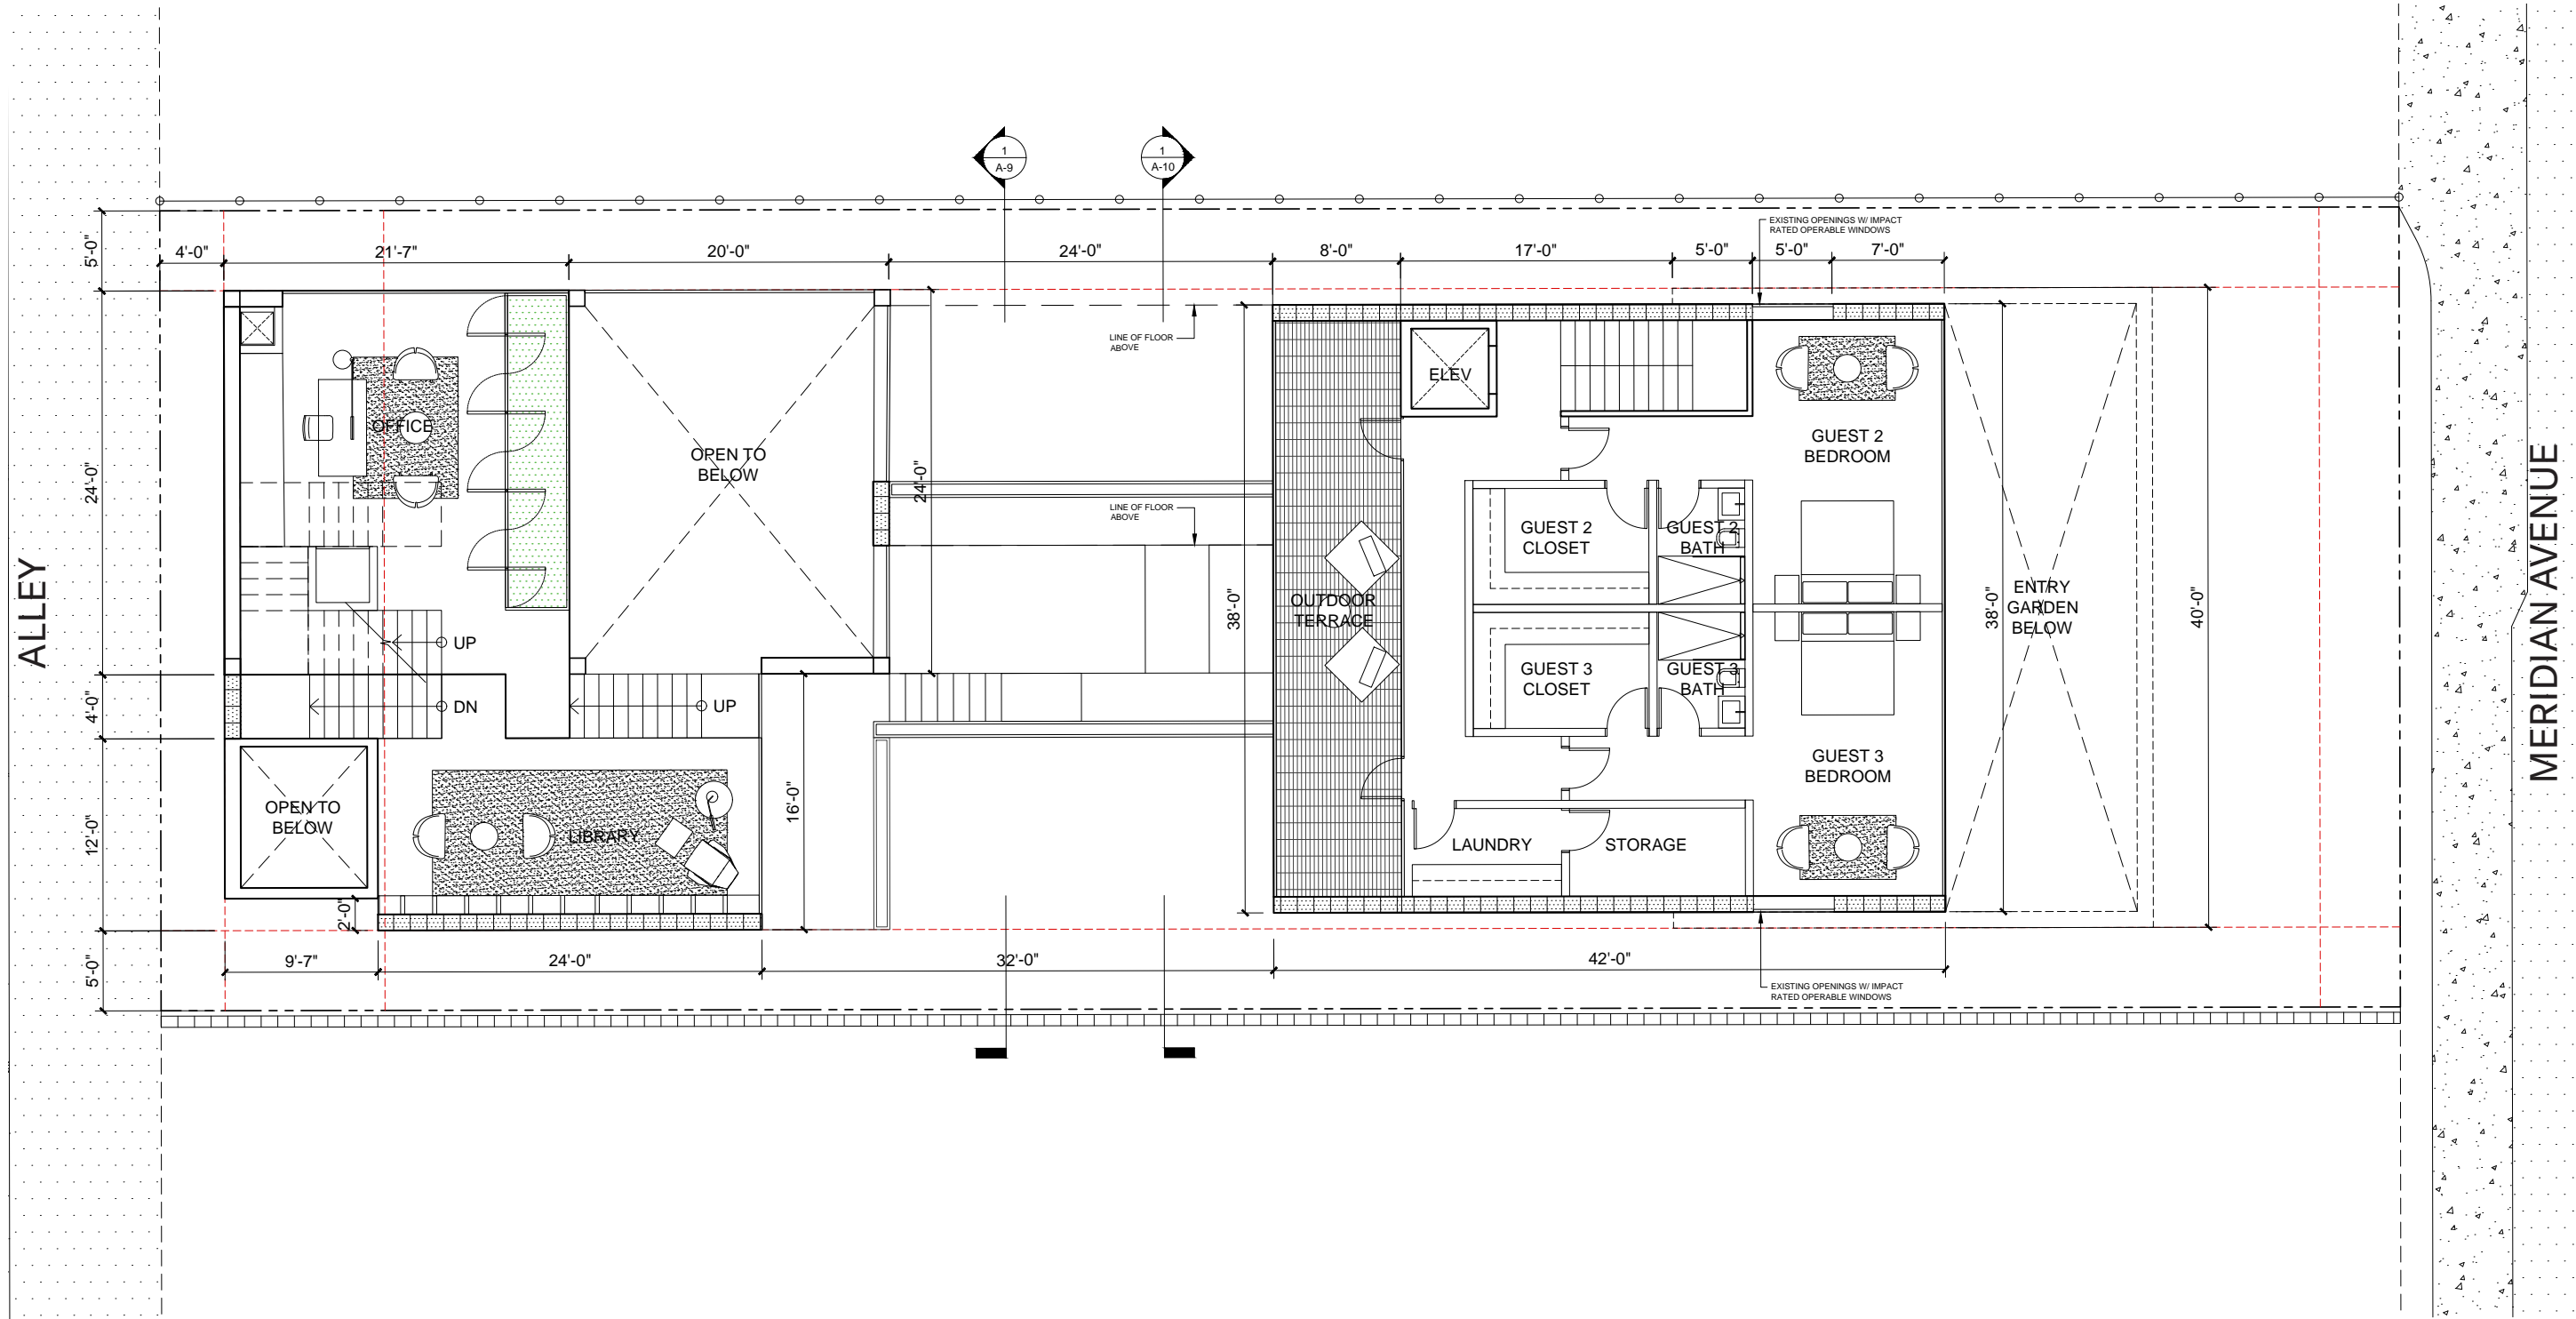 1
A-9
1
A-10
EXISTING OPENINGS W/ IMPACT
RATED OPERABLE WINDOWS
5'-0"
4'-0"
21'-7"
20'-0"
24'-0"
8'-0"
17'-0"
5'-0"
5'-0"
7'-0"
LINE OF FLOOR
ABOVE
ELEV
OFFICE
GUEST 2
BEDROOM
OPEN TO
BELOW
24'-0"
24'-0"
LINE OF FLOOR
ABOVE
GUEST 2
CLOSET
GUEST 2
BATH
ALLEY
MERIDIAN AVENUE
OUTDOOR
TERRACE
38'-0"
38'-0"
ENTRY
GARDEN
BELOW
40'-0"
UP
GUEST 3
CLOSET
GUEST 3
BATH
4'-0"
DN
UP
GUEST 3
BEDROOM
OPEN TO
BELOW
12'-0"
16'-0"
LIBRARY
LAUNDRY
STORAGE
2'-0"
5'-0"
9'-7"
24'-0"
32'-0"
42'-0"
EXISTING OPENINGS W/ IMPACT
RATED OPERABLE WINDOWS